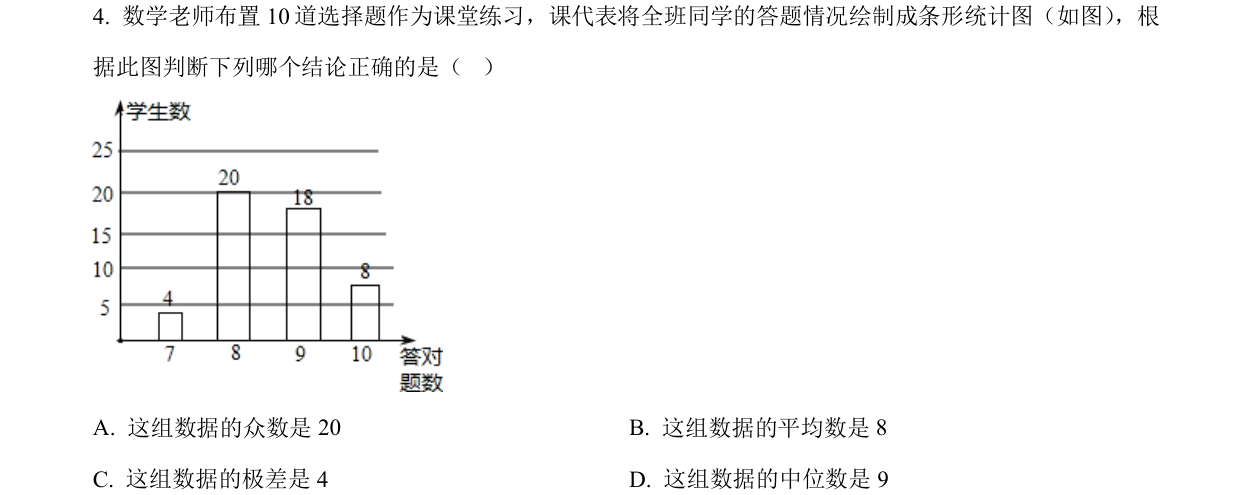 4. 数学老师布置 10 道选择题作为课堂练习，课代表将全班同学的答题情况绘制成条形统计图（如图），根
据此图判断下列哪个结论正确的是（ ）
学生数
25
20
20
18
15
10
8
5
4
7 8 9 10 答对
题数
A. 这组数据的众数是 20 B. 这组数据的平均数是 8
C. 这组数据的极差是 4 D. 这组数据的中位数是 9